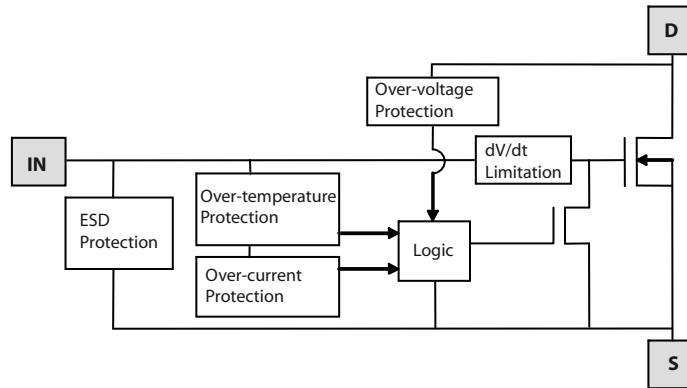 D
Over-voltage
Protection
IN
dV/dt
Limitation
Over-temperature
Protection
ESD
Protection
Logic
Over-current
Protection
S